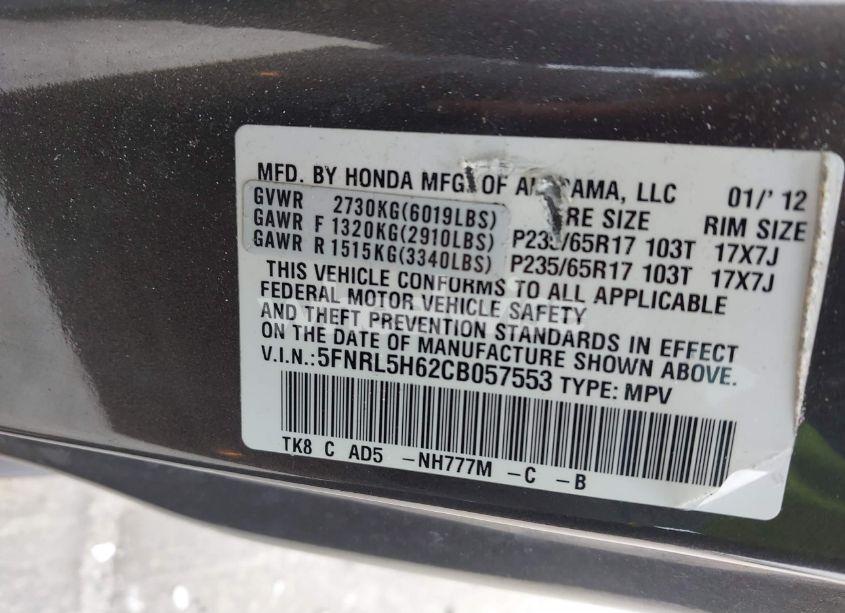 MFD. BY HONDA MFG OF ALABAMA, LLC 01/'12
GVWR 2730KG(6019LBS) TIRE SIZE RIM SIZE
GAWR F 1320KG(2910LBS) P235/65R17 103T 17X7J
GAWR R 1515KG(3340LBS) P235/65R17 103T 17X7J
THIS VEHICLE CONFORMS TO ALL APPLICABLE
FEDERAL MOTOR VEHICLE SAFETY
AND THEFT PREVENTION STANDARDS IN EFFECT
ON THE DATE OF MANUFACTURE SHOWN ABOVE.
V.I.N.:5FNRL5H62CB057553 TYPE: MPV
TK8 C AD5 -NH777M -C -B